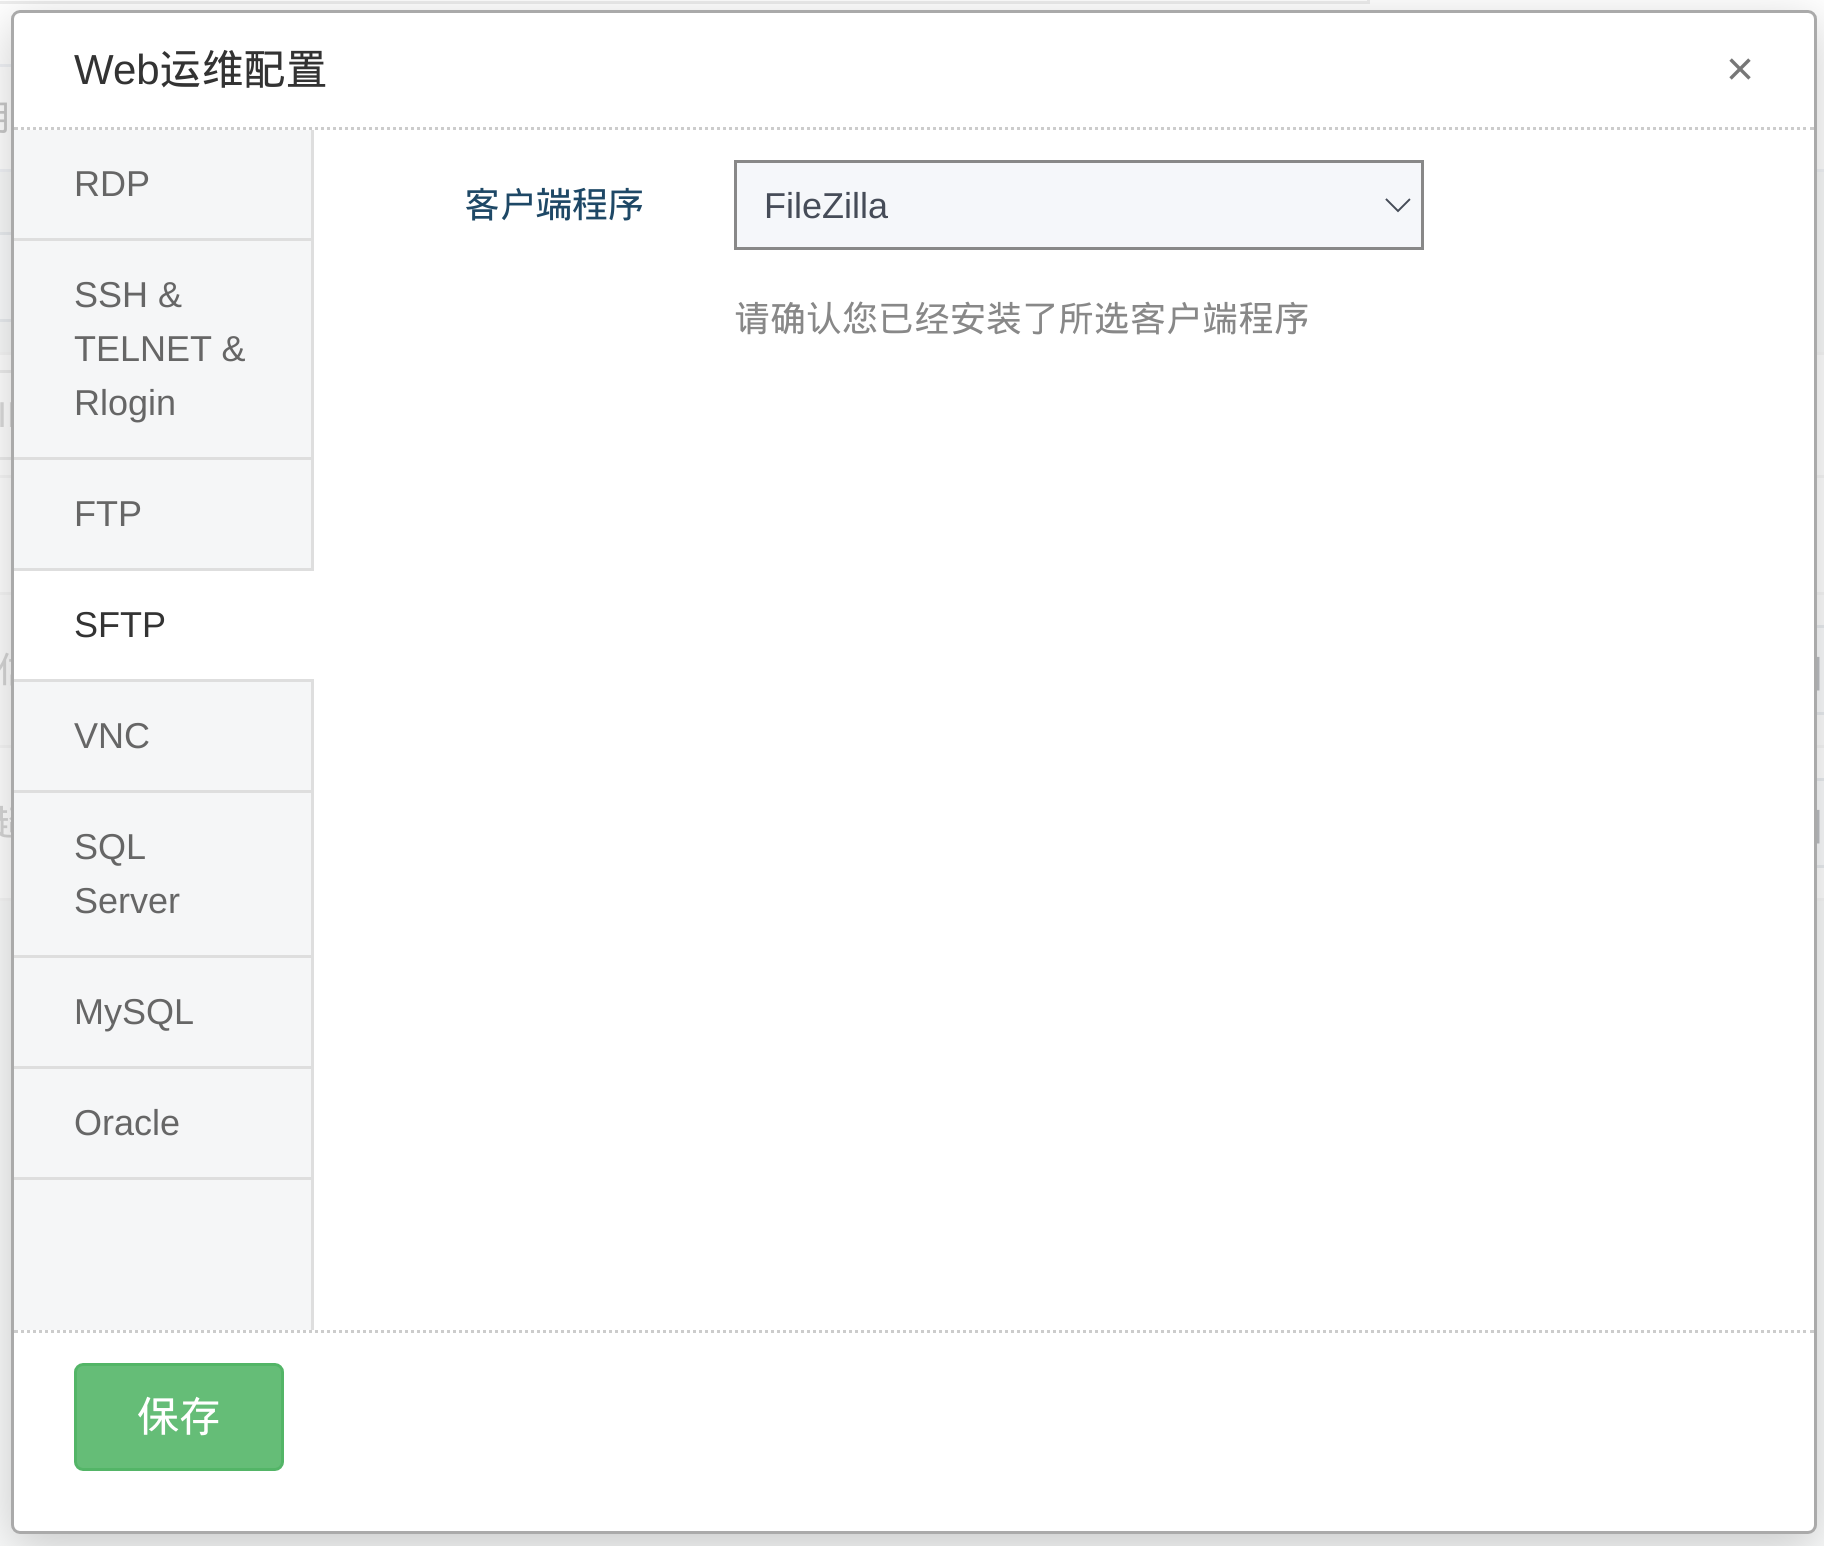 Web运维配置
×
RDP
SSH &
TELNET &
Rlogin
FTP
SFTP
VNC
SQL
Server
MySQL
Oracle
客户端程序
FileZilla
请确认您已经安装了所选客户端程序
保存